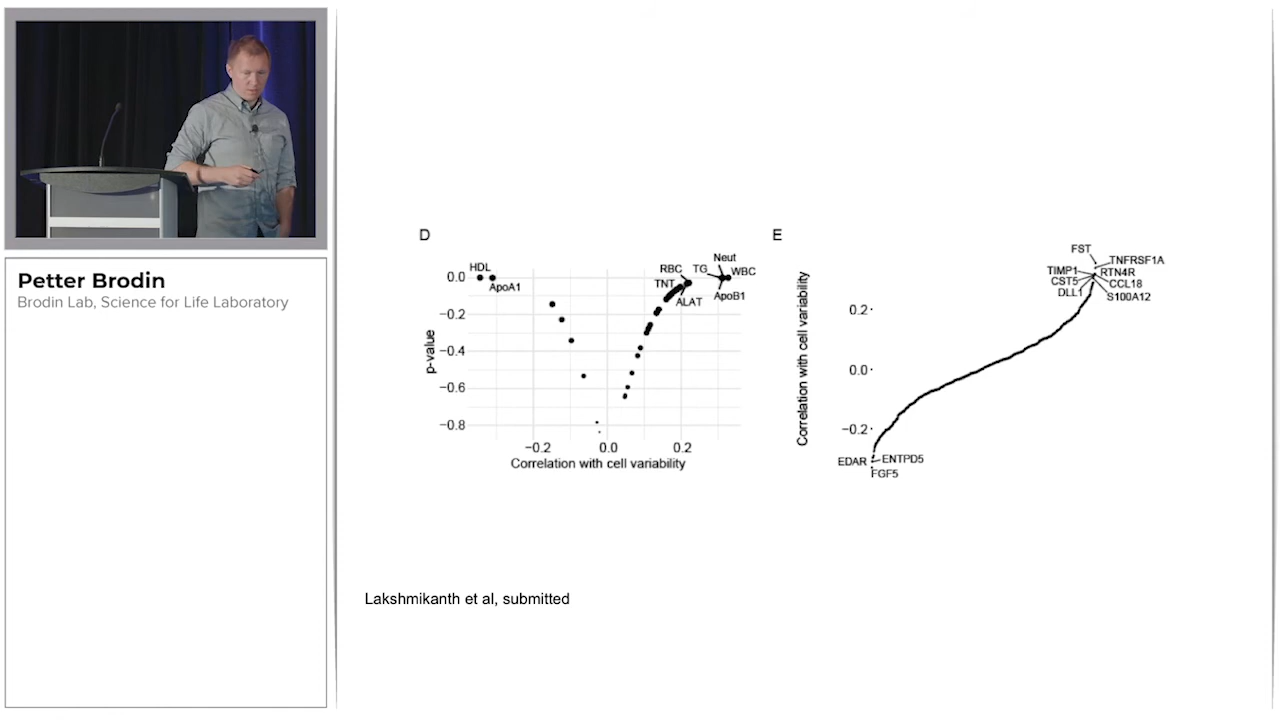 Petter Brodin
Brodin Lab, Science for Life Laboratory
D
HDL
ApoA1
RBC
TNT
ALAT
TG
Neut
WBC
ApoB1
0.0
−0.2
−0.4
−0.6
−0.8
p-value
−0.2 0.0 0.2
Correlation with cell variability
E
FST
TNFRSF1A
TIMP1
RTN4R
CST5
CCL18
DLL1
S100A12
0.2
0.0
−0.2
Correlation with cell variability
EDAR
ENTPD5
FGF5
Lakshmikanth et al, submitted